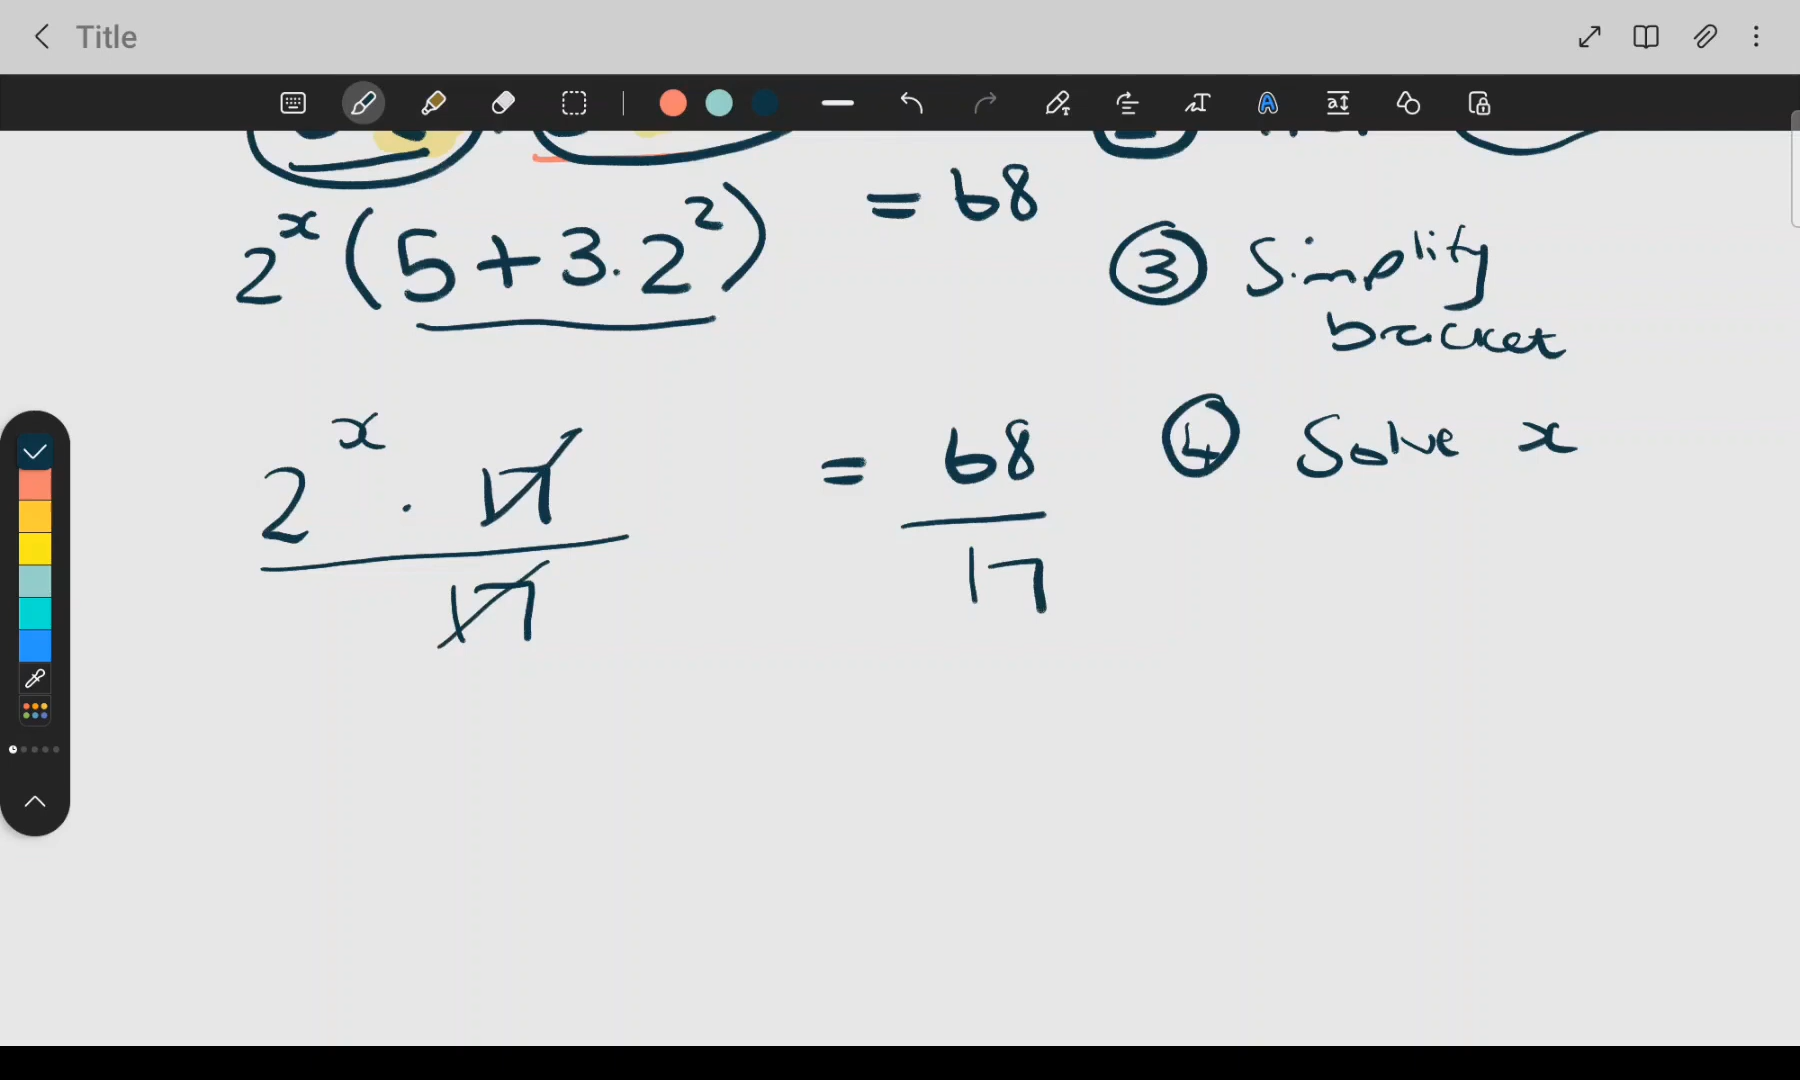 Title
2^x (5 + 3.2^2) = 68
③ Simplify
bracket
2^x . 17 = 68 ④ Solve x
17 17